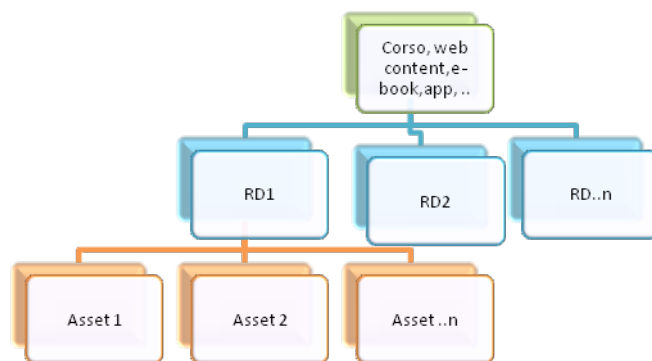 Corso, web
content,e-
book,app, ..
RD1
RD2
RD..n
Asset 1
Asset 2
Asset ..n